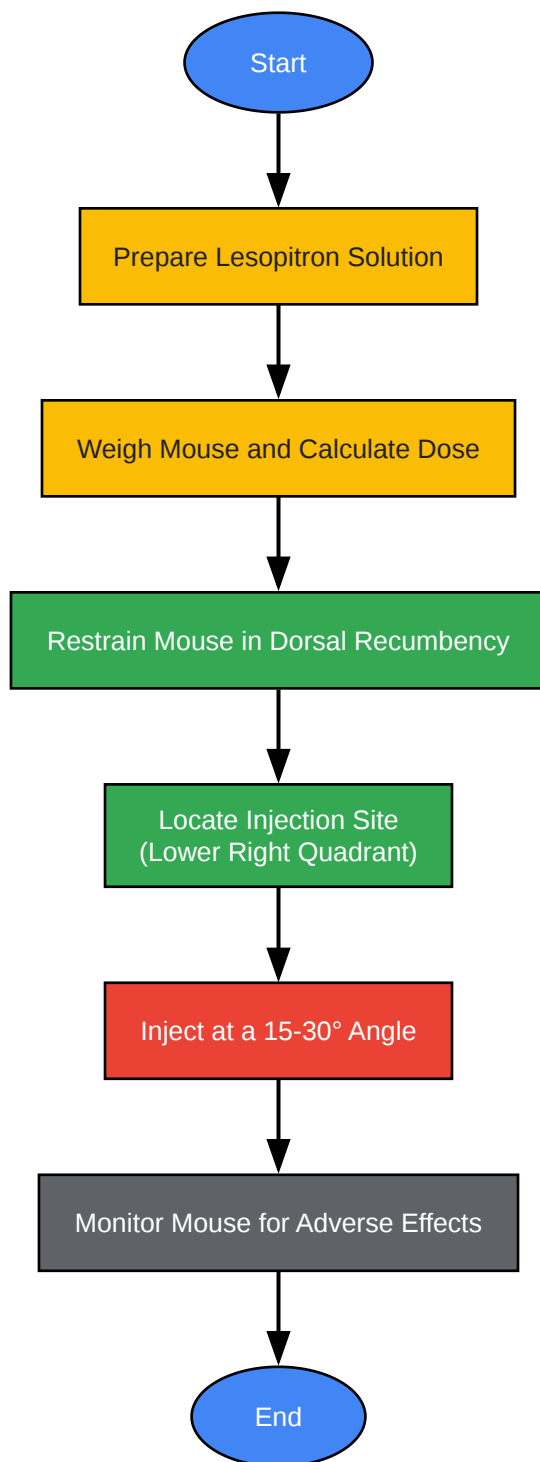 Start
Prepare Lesopitron Solution
Weigh Mouse and Calculate Dose
Restrain Mouse in Dorsal Recumbency
Locate Injection Site
(Lower Right Quadrant)
Inject at a 15-30° Angle
Monitor Mouse for Adverse Effects
End